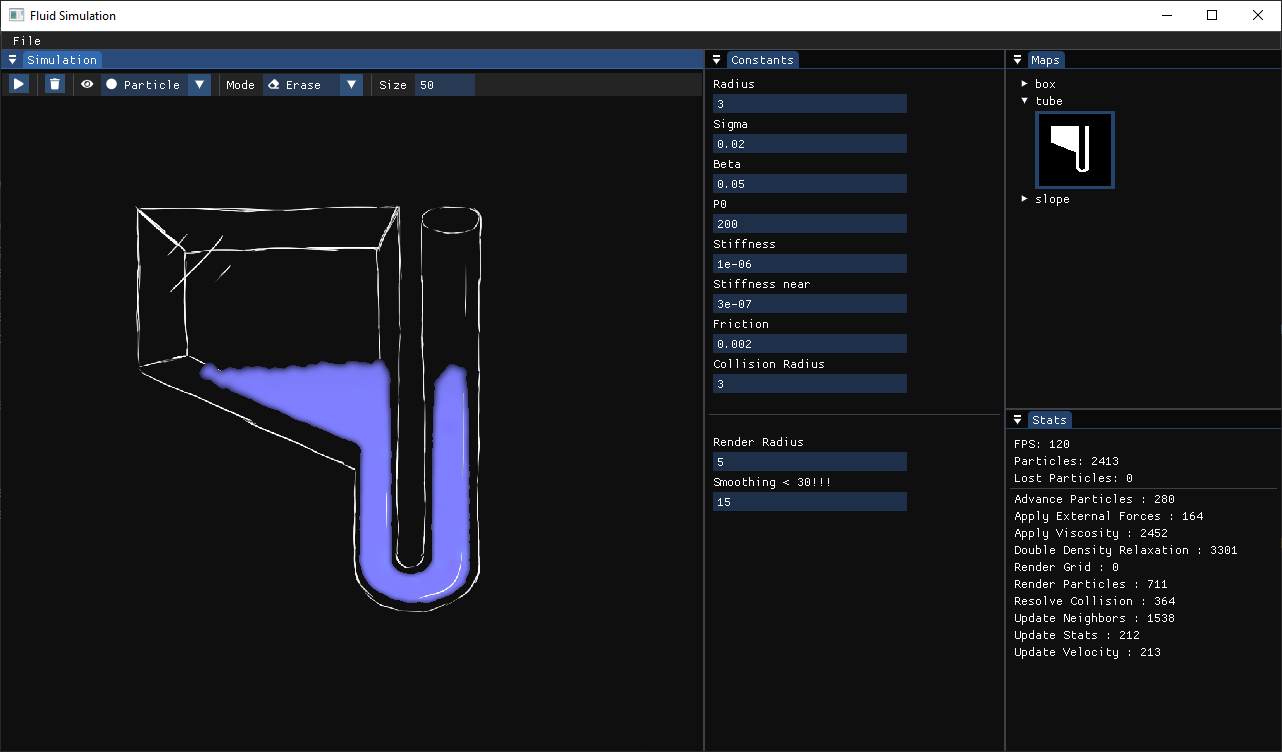 Fluid Simulation
File
Simulation
Particle Mode Erase Size 50
Constants
Radius
3
Sigma
0.02
Beta
0.05
P0
200
Stiffness
1e-06
Stiffness near
3e-07
Friction
0.002
Collision Radius
3
Render Radius
5
Smoothing < 30!!!
15
Maps
box
tube
slope
Stats
FPS: 120
Particles: 2413
Lost Particles: 0
Advance Particles : 280
Apply External Forces : 164
Apply Viscosity : 2452
Double Density Relaxation : 3301
Render Grid : 0
Render Particles : 711
Resolve Collision : 364
Update Neighbors : 1538
Update Stats : 212
Update Velocity : 213